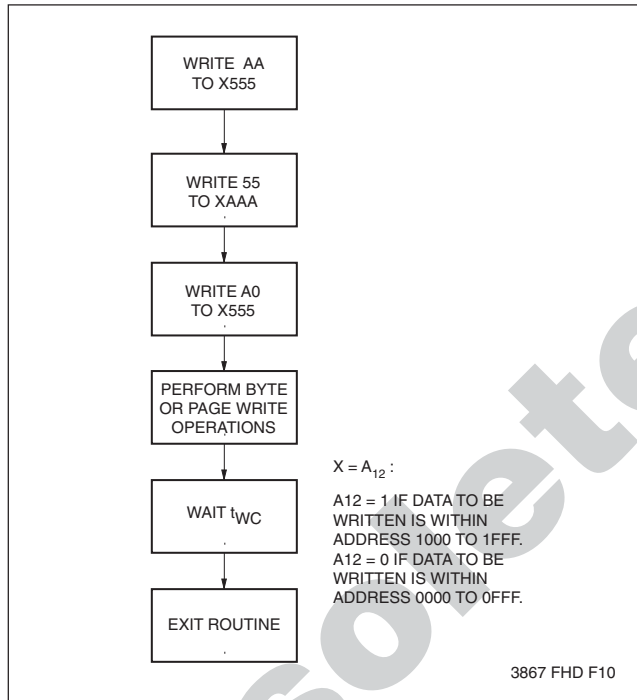 WRITE AA
TO X555
WRITE 55
TO XAAA
WRITE A0
TO X555
PERFORM BYTE
OR PAGE WRITE
OPERATIONS
WAIT tWC
EXIT ROUTINE
X = A12 :
A12 = 1 IF DATA TO BE
WRITTEN IS WITHIN
ADDRESS 1000 TO 1FFF.
A12 = 0 IF DATA TO BE
WRITTEN IS WITHIN
ADDRESS 0000 TO 0FFF.
3867 FHD F10
solete